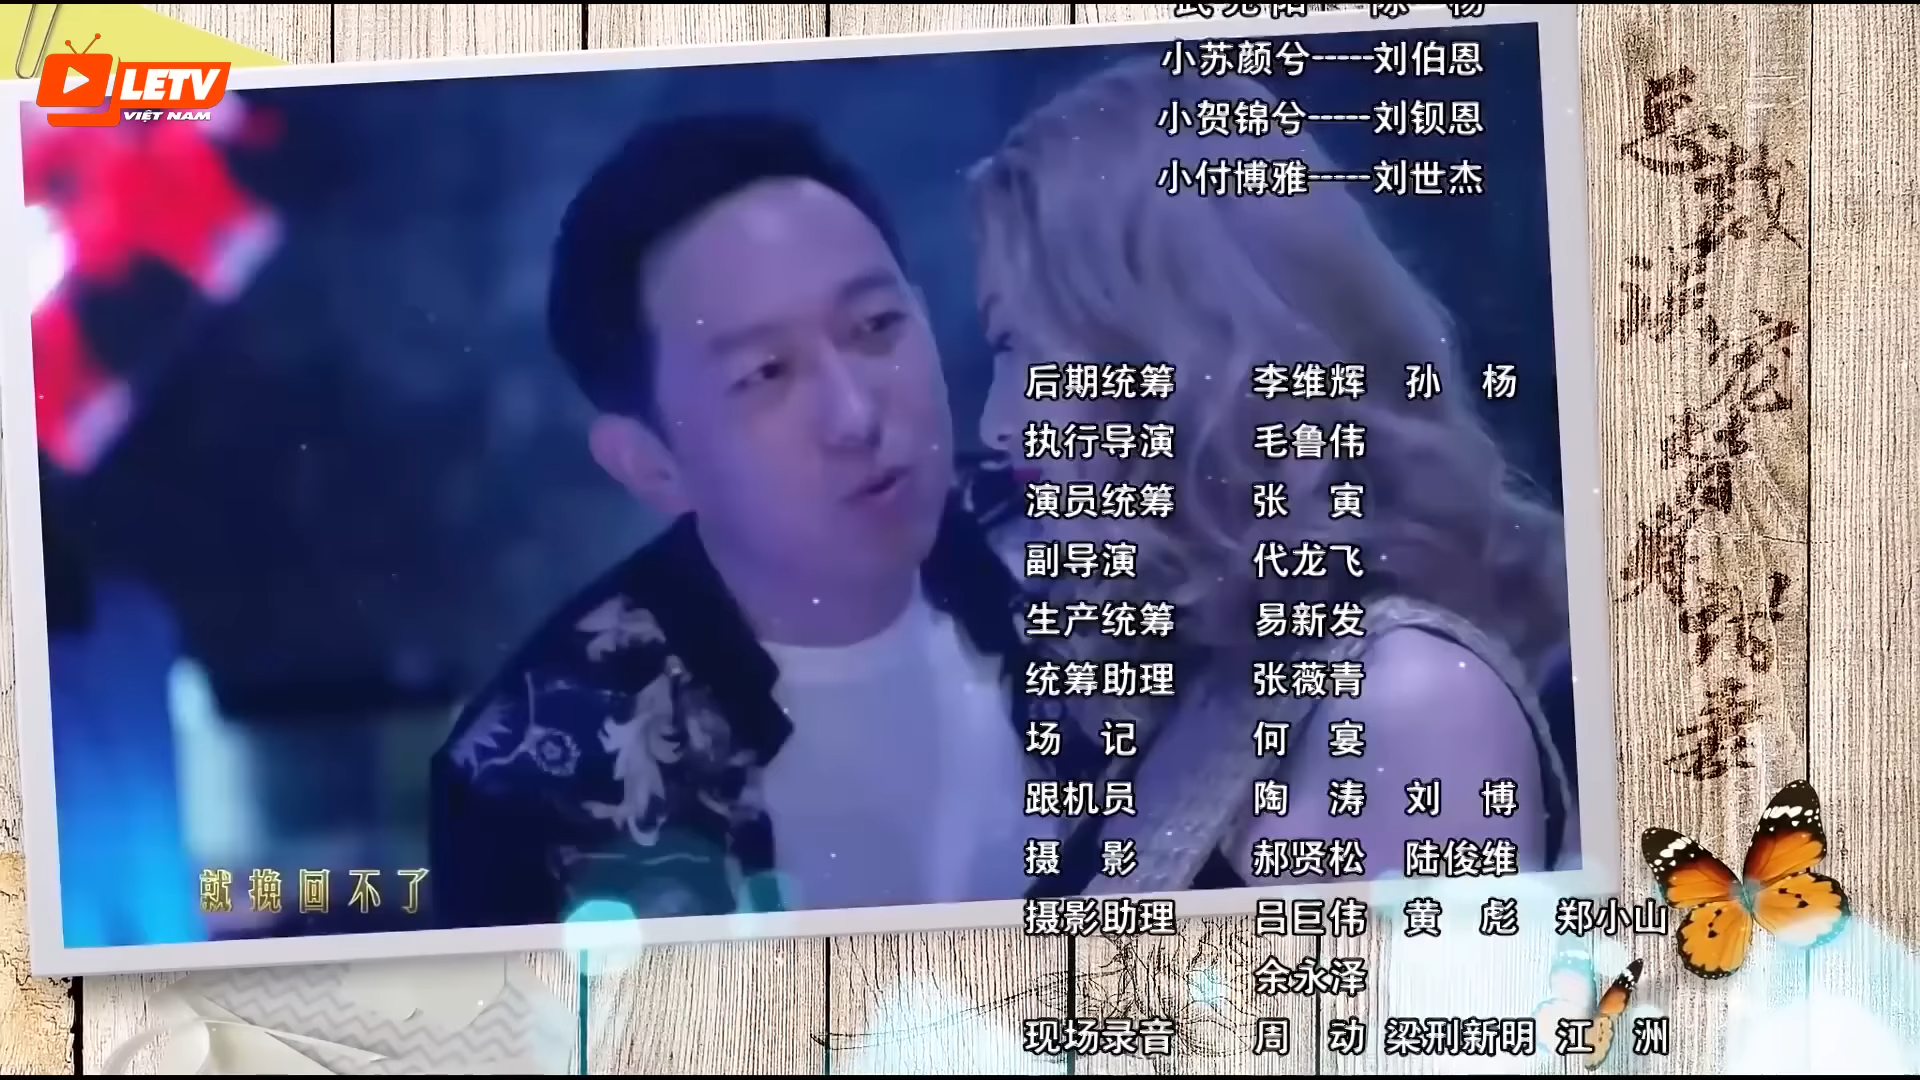 LETV
VIỆT NAM
小苏颜兮-----刘伯恩
小贺锦兮-----刘钡恩
小付博雅-----刘世杰
后期统筹 李维辉 孙 杨
执行导演 毛鲁伟
演员统筹 张 寅
副导演 代龙飞
生产统筹 易新发
统筹助理 张薇青
场 记 何 宴
跟机员 陶 涛 刘 博
摄 影 郝贤松 陆俊维
摄影助理 吕巨伟 黄 彪 郑小山
余永泽
现场录音 周 动 梁刑新明 江 洲
就挽回不了